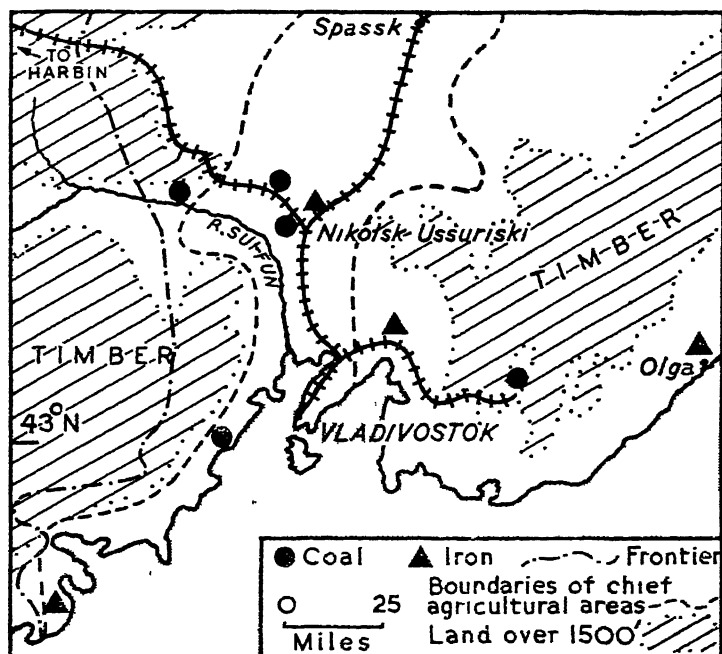 Spassk
TO
HARBIN
R. SUI-FUN
Nikolsk Ussuriski
TIMBER
TIMBER
Olga
43°N
VLADIVOSTOK
Coal
Iron
Frontier
0 25
Miles
Boundaries of chief
agricultural areas
Land over 1500'